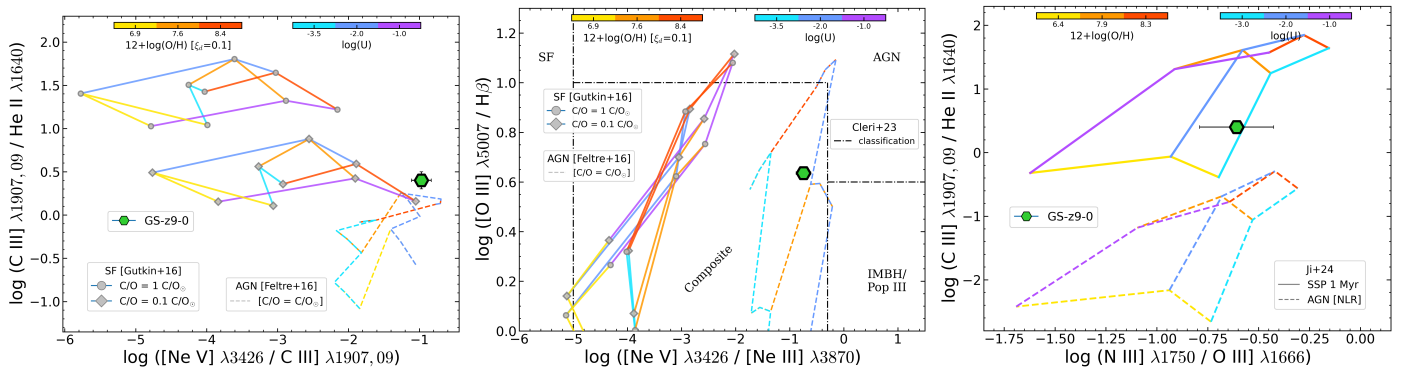 6.9 7.9 8.4
12+log(O/H) [ξd=0.1]
-3.5 -2.0 -1.0
log(U)
2.0
1.5
1.0
0.5
0.0
−0.5
−1.0
log (C III] λ1907, 09 / He II λ1640)
GS-z9-0
SF [Gutkin+16]
C/O = 1 C/O☉
C/O = 0.1 C/O☉
AGN [Feltre+16]
[C/O = C/O☉]
−6 −5 −4 −3 −2 −1
log ([Ne V] λ3426 / C III] λ1907, 09)
6.9 7.9 8.4
12+log(O/H) [ξd=0.1]
-3.5 -2.0 -1.0
log(U)
SF
AGN
1.2
1.0
0.8
0.6
0.4
0.2
0.0
log ([O III] λ5007 / Hβ)
SF [Gutkin+16]
C/O = 1 C/O☉
C/O = 0.1 C/O☉
AGN [Feltre+16]
[C/O = C/O☉]
Cleri+23
classification
GS-z9-0
Composite
IMBH/
Pop III
−6 −5 −4 −3 −2 −1 0 1
log ([Ne V] λ3426 / [Ne III] λ3870)
6.4 7.9 8.4
12+log(O/H)
-3.0 -2.0 -1.0
log(U)
2
1
0
−1
−2
log (C III] λ1907, 09 / He II λ1640)
GS-z9-0
Ji+24
SSP 1 Myr
AGN [NLR]
−1.75 −1.50 −1.25 −1.00 −0.75 −0.50 −0.25 0.00
log (N III] λ1750 / O III] λ1666)